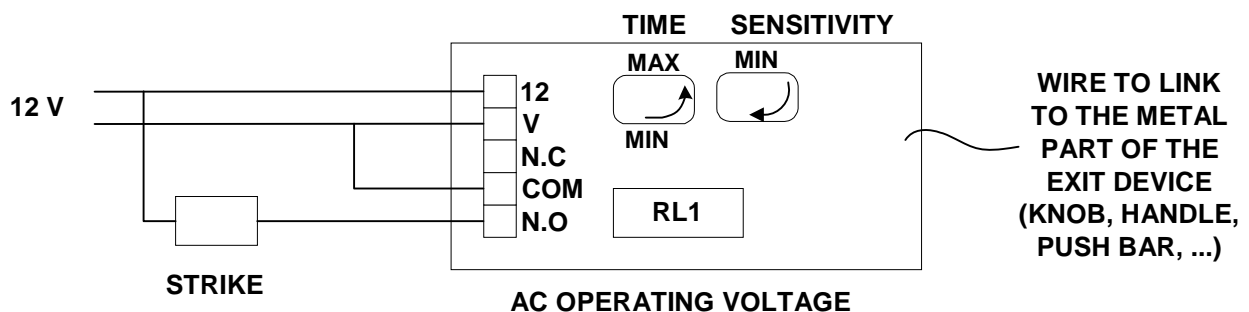 TIME SENSITIVITY
MAX MIN
12 V
12
V
MIN
N.C
COM
N.O
RL1
STRIKE
AC OPERATING VOLTAGE
WIRE TO LINK
TO THE METAL
PART OF THE
EXIT DEVICE
(KNOB, HANDLE,
PUSH BAR, ...)